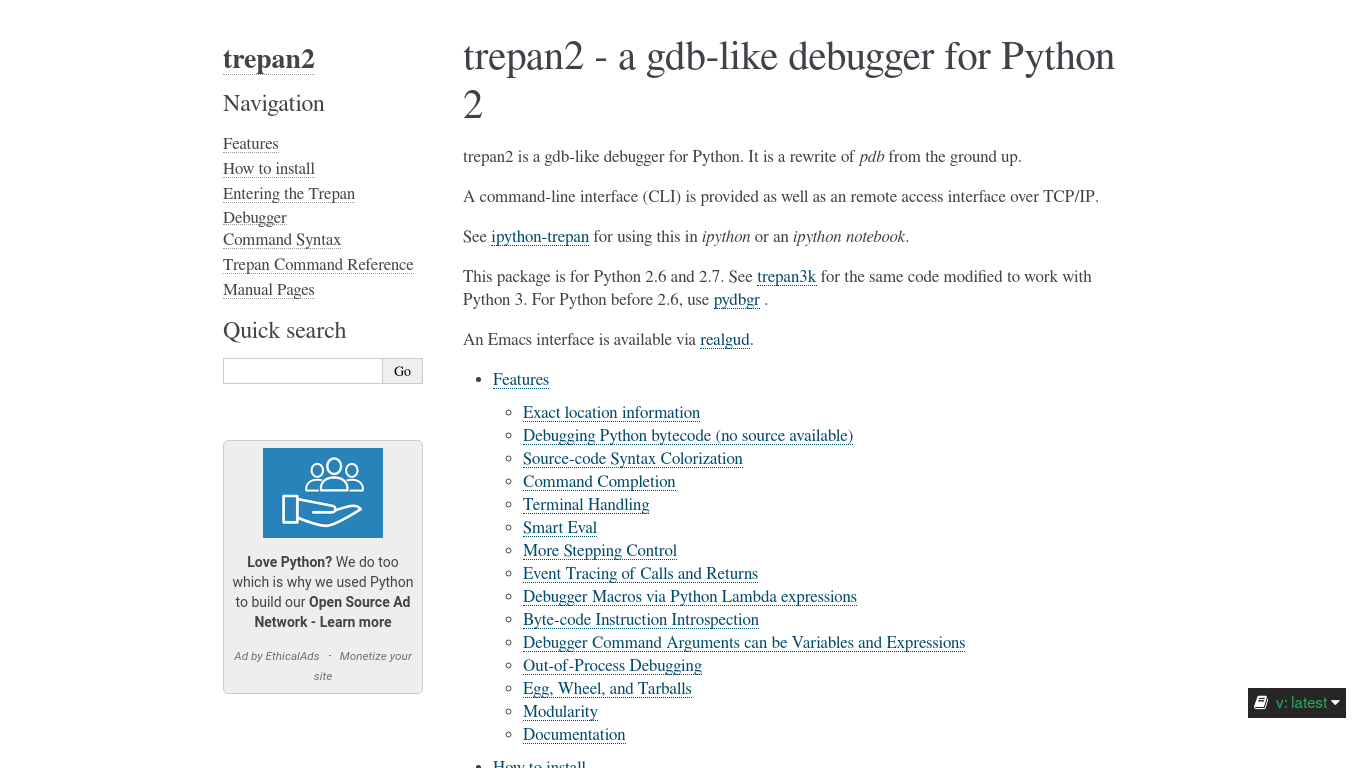 trepan2
Navigation
Features
How to install
Entering the Trepan
Debugger
Command Syntax
Trepan Command Reference
Manual Pages
Quick search
Go
Love Python? We do too
which is why we used Python
to build our Open Source Ad
Network - Learn more
Ad by EthicalAds · Monetize your
site
trepan2 - a gdb-like debugger for Python
2
trepan2 is a gdb-like debugger for Python. It is a rewrite of pdb from the ground up.
A command-line interface (CLI) is provided as well as an remote access interface over TCP/IP.
See ipython-trepan for using this in ipython or an ipython notebook.
This package is for Python 2.6 and 2.7. See trepan3k for the same code modified to work with
Python 3. For Python before 2.6, use pydbgr .
An Emacs interface is available via realgud.
• Features
◦ Exact location information
◦ Debugging Python bytecode (no source available)
◦ Source-code Syntax Colorization
◦ Command Completion
◦ Terminal Handling
◦ Smart Eval
◦ More Stepping Control
◦ Event Tracing of Calls and Returns
◦ Debugger Macros via Python Lambda expressions
◦ Byte-code Instruction Introspection
◦ Debugger Command Arguments can be Variables and Expressions
◦ Out-of-Process Debugging
◦ Egg, Wheel, and Tarballs
◦ Modularity
◦ Documentation
• How to install
v: latest